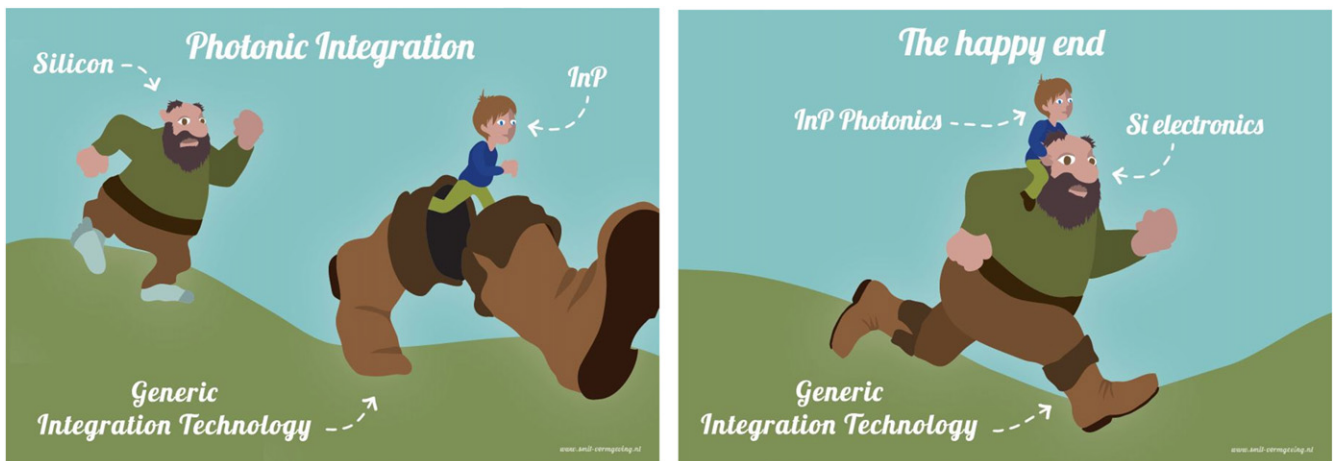 Photonic Integration
Silicon
InP
Generic
Integration Technology
www.smit-vormgeving.nl
The happy end
InP Photonics
Si electronics
Generic
Integration Technology
www.smit-vormgeving.nl